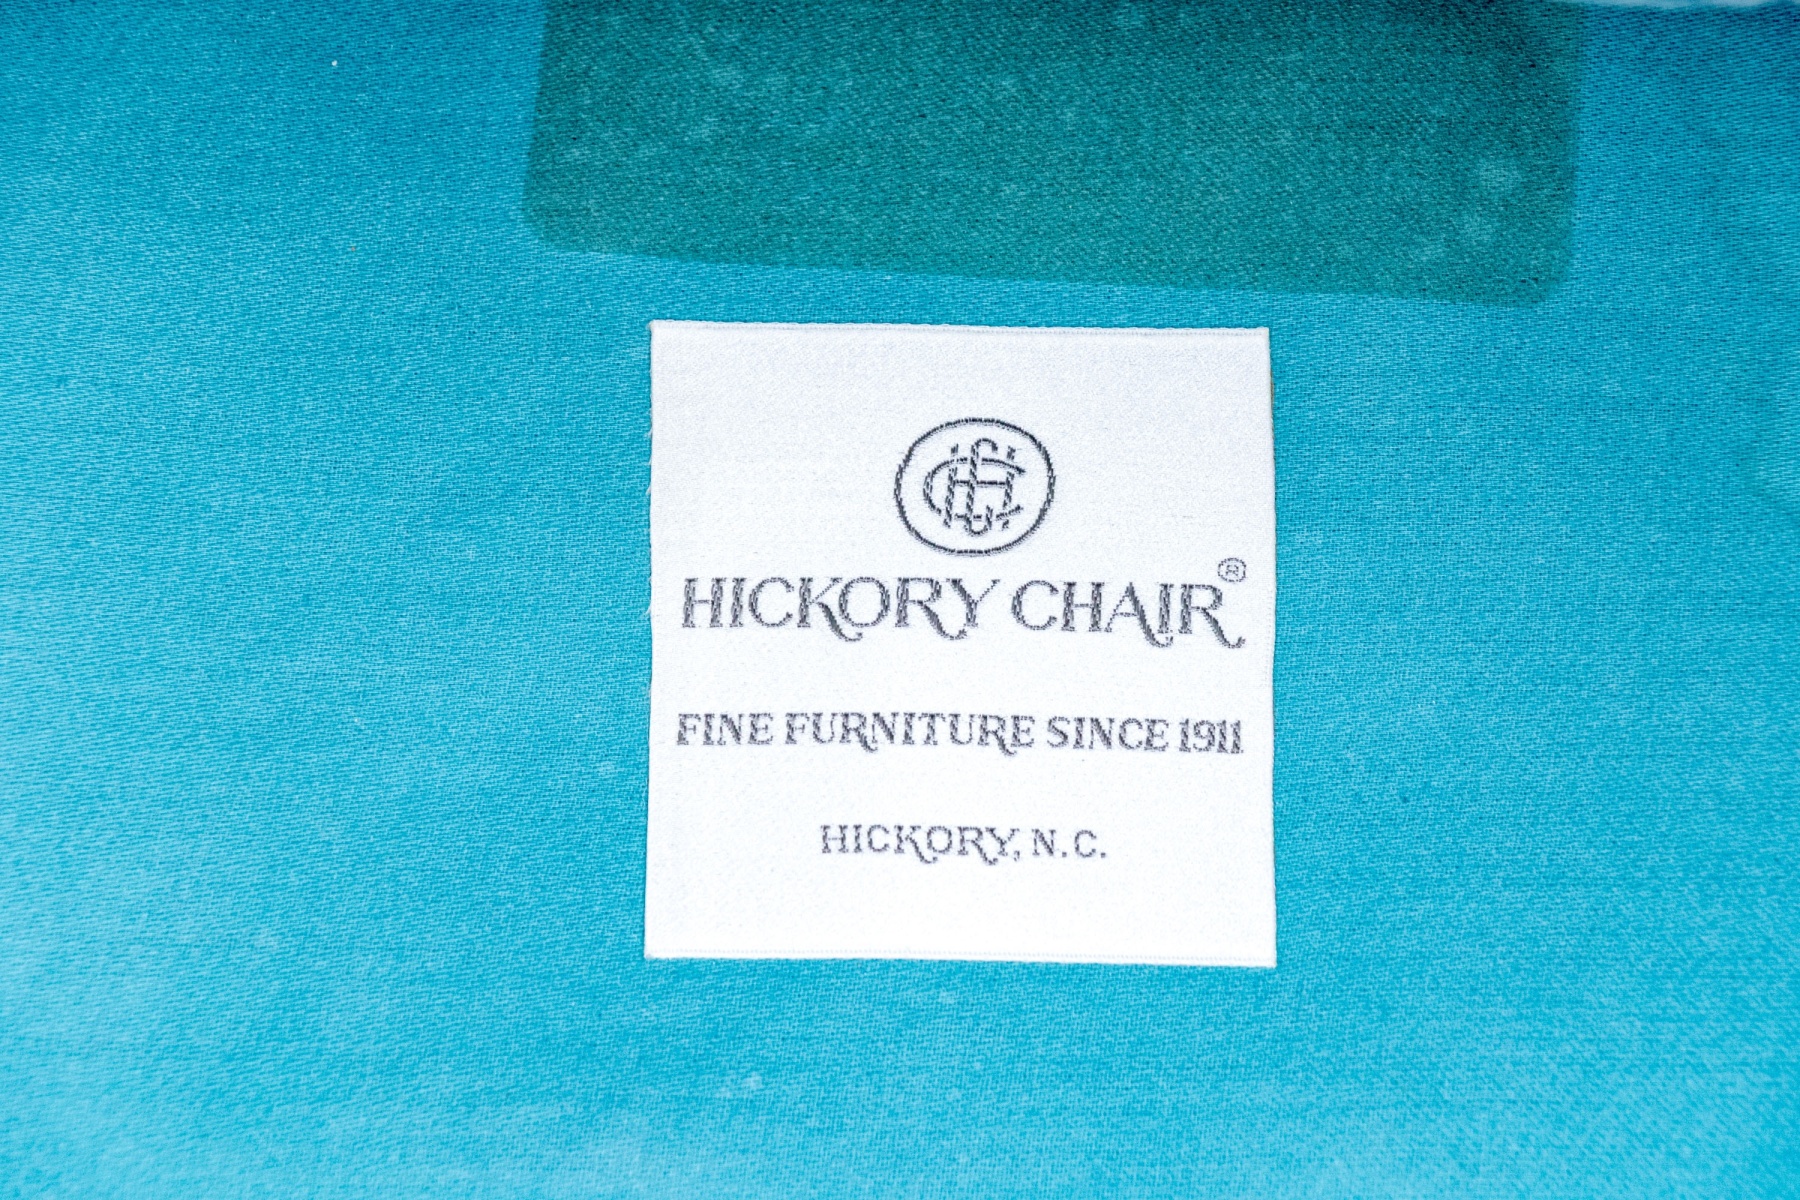 HICKORY CHAIR®
FINE FURNITURE SINCE 1911
HICKORY, N.C.